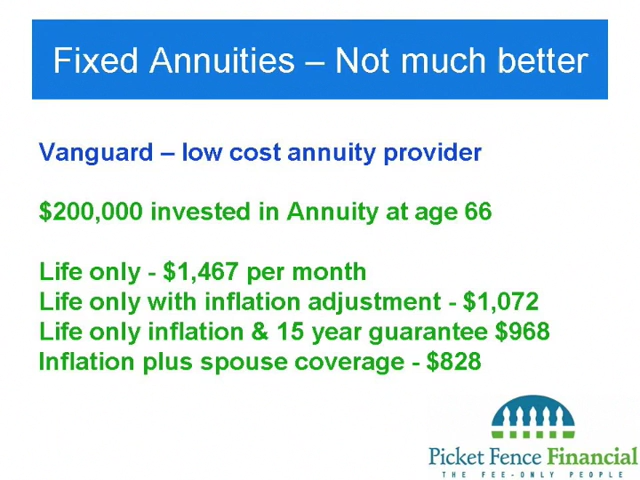 Fixed Annuities – Not much better
Vanguard – low cost annuity provider
$200,000 invested in Annuity at age 66
Life only - $1,467 per month
Life only with inflation adjustment - $1,072
Life only inflation & 15 year guarantee $968
Inflation plus spouse coverage - $828
Picket Fence Financial
THE FEE-ONLY PEOPLE